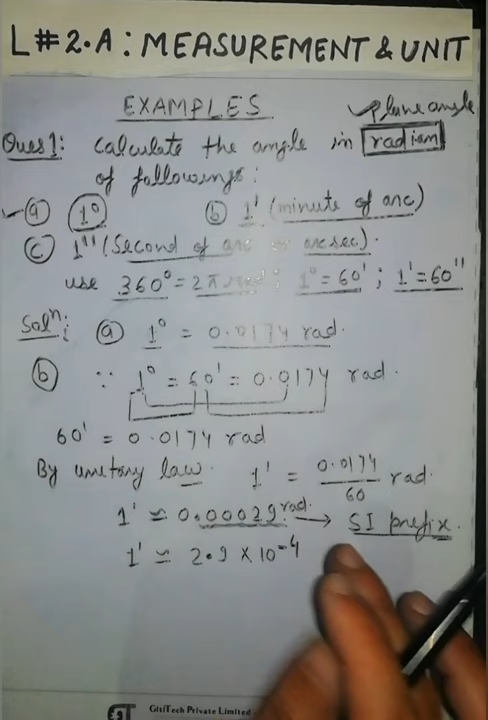 L#2.A: MEASUREMENT & UNIT
EXAMPLES
Plane angle
Ques1: Calculate the angle in radian
of followings:
(a) 1° (b) 1' (minute of arc)
(c) 1'' (Second of arc or arcsec).
use 360° = 2π rad; 1° = 60'; 1' = 60''
Solⁿ: (a) 1° = 0.0174 rad.
(b) ∵ 1° = 60' = 0.0174 rad.
60' = 0.0174 rad
By unitary law. 1' = 0.0174/60 rad.
1' ≃ 0.00029 rad. → SI prefix.
1' ≃ 2.9 × 10⁻⁴
GitiTech Private Limited